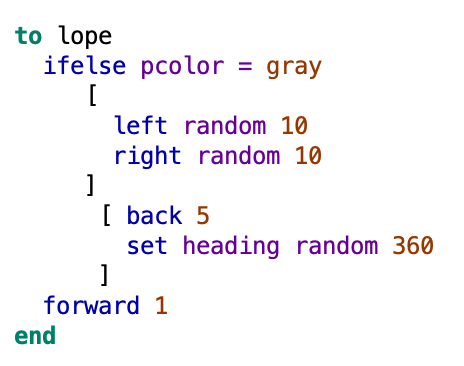 to lope
ifelse pcolor = gray
[
left random 10
right random 10
]
[ back 5
set heading random 360
]
forward 1
end